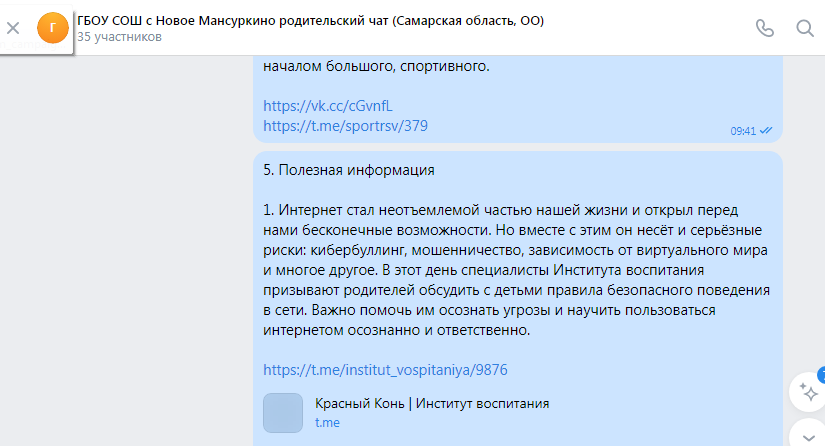 ГБОУ СОШ с Новое Мансуркино родительский чат (Самарская область, ОО)
35 участников
началом большого, спортивного.
https://vk.cc/cGvnfL
https://t.me/sportrsv/379
09:41
5. Полезная информация
1. Интернет стал неотъемлемой частью нашей жизни и открыл перед
нами бесконечные возможности. Но вместе с этим он несёт и серьёзные
риски: кибербуллинг, мошенничество, зависимость от виртуального мира
и многое другое. В этот день специалисты Института воспитания
призывают родителей обсудить с детьми правила безопасного поведения
в сети. Важно помочь им осознать угрозы и научить пользоваться
интернетом осознанно и ответственно.
https://t.me/institut_vospitaniya/9876
Красный Конь | Институт воспитания
t.me
Г